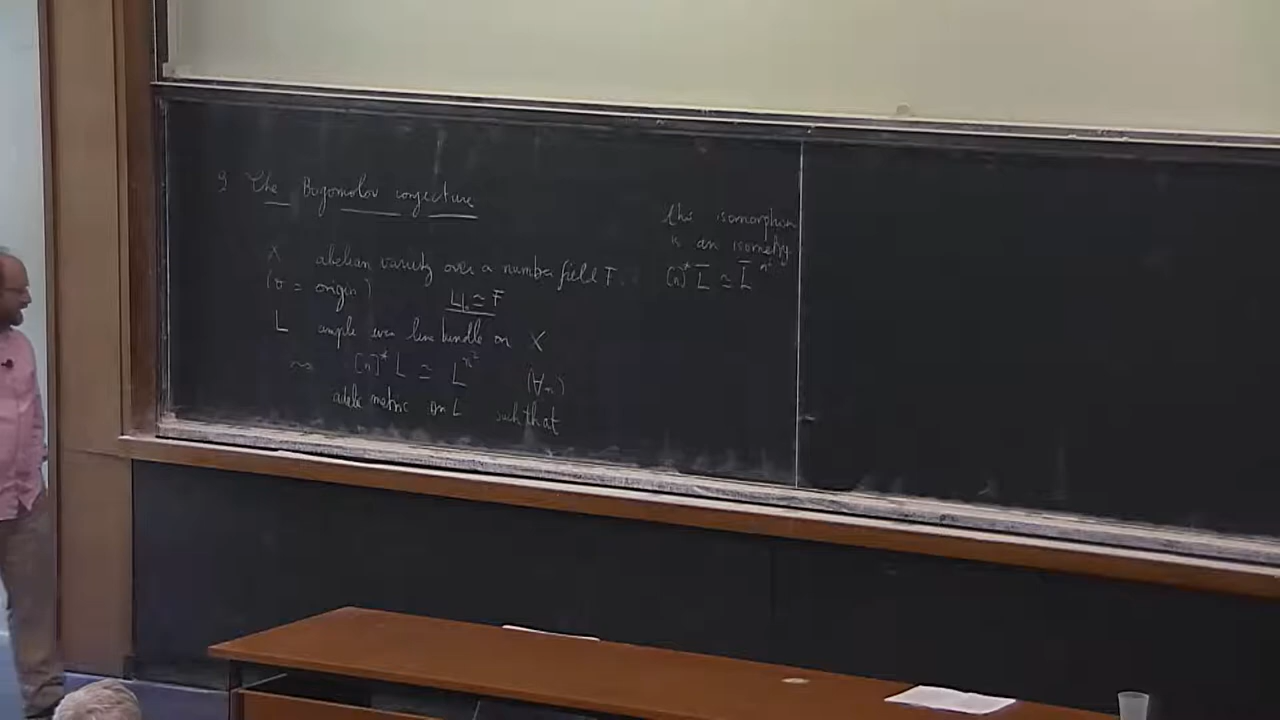 9 The Bogomolov conjecture
X abelian variety over a number field F.
(o = origin) L|₀ ≃ F
L ample even line bundle on X
⇝ [n]* L ≃ L^{n²} (∀n)
adelic metric on L such that
this isomorphism
is an isometry
[n]* L̄ ≃ L̄^{n²}